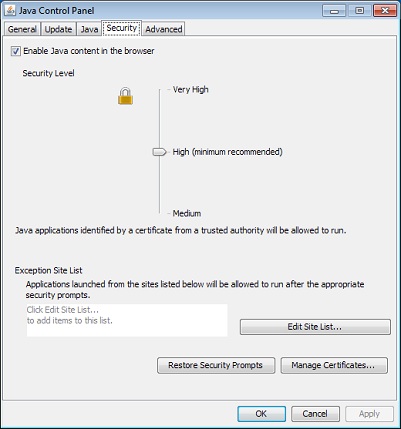 Java Control Panel
General Update Java Security Advanced
Enable Java content in the browser
Security Level
Very High
High (minimum recommended)
Medium
Java applications identified by a certificate from a trusted authority will be allowed to run.
Exception Site List
Applications launched from the sites listed below will be allowed to run after the appropriate
security prompts.
Click Edit Site List...
to add items to this list.
Edit Site List...
Restore Security Prompts Manage Certificates...
OK Cancel Apply